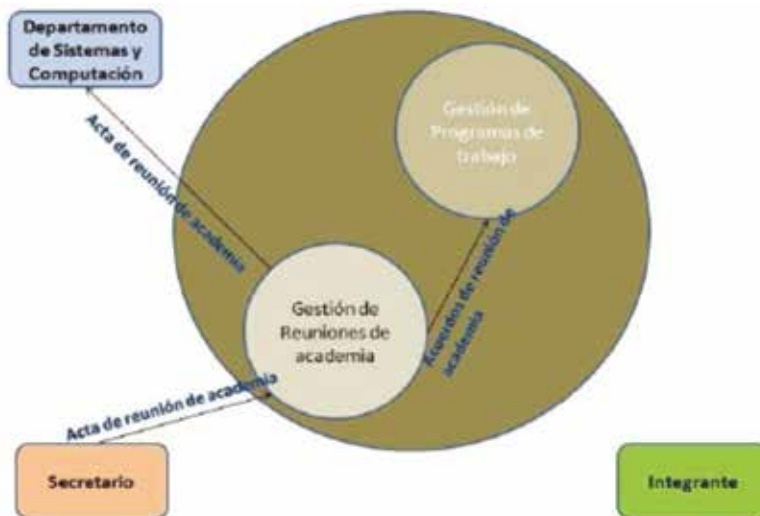 Departamento
de Sistemas y
Computación
Gestión de
Programas de
trabajo
Acta de reunión de academia
Gestión de
Reuniones de
academia
Acuerdos de reunión de
academia
Acta de reunión de academia
Secretario
Integrante